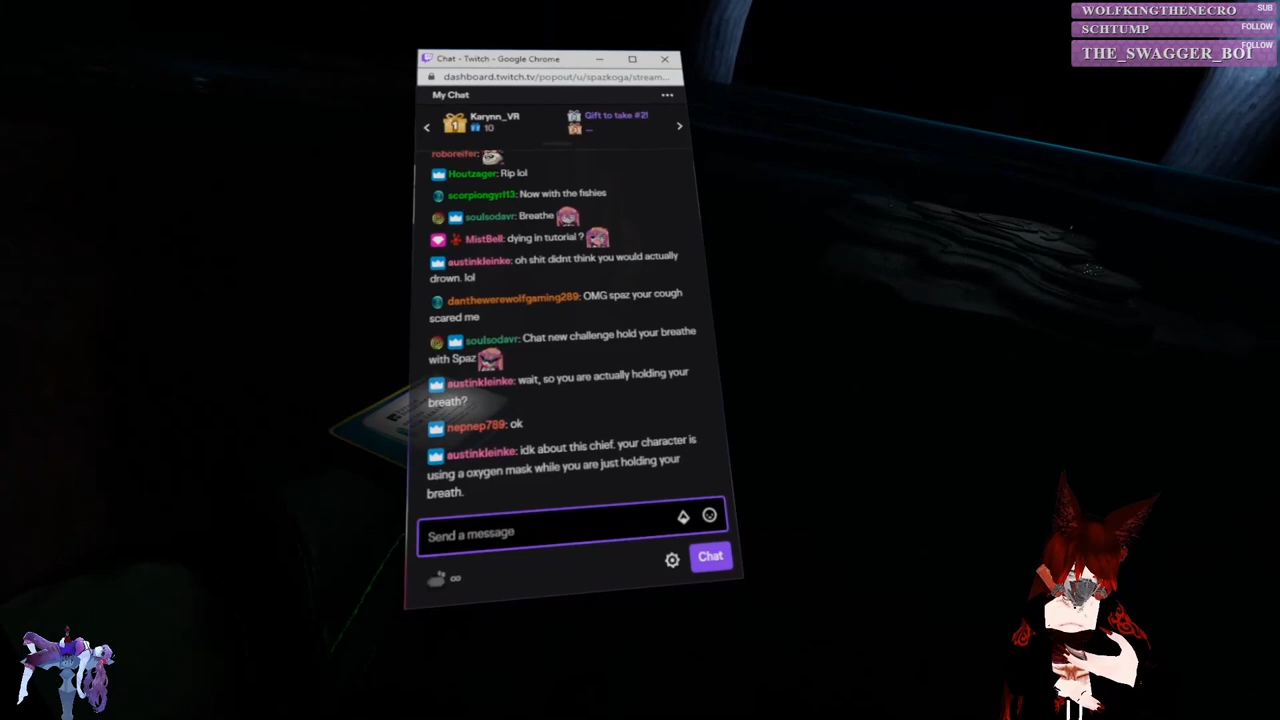 WOLFKINGTHENECRO SUB
SCHTUMP FOLLOW
THE_SWAGGER_BOI FOLLOW
Chat - Twitch - Google Chrome
dashboard.twitch.tv/popout/u/spazkoga/stream...
My Chat
1 Karynn_VR
10
Gift to take #2!
--
roboreifer:
Houtzager: Rip lol
scorpiongyrl13: Now with the fishies
soulsodavr: Breathe
MistBell: dying in tutorial ?
austinkleinke: oh shit didnt think you would actually
drown. lol
danthewerewolfgaming289: OMG spaz your cough
scared me
soulsodavr: Chat new challenge hold your breathe
with Spaz
austinkleinke: wait, so you are actually holding your
breath?
nepnep789: ok
austinkleinke: idk about this chief. your character is
using a oxygen mask while you are just holding your
breath.
Send a message
Chat
∞